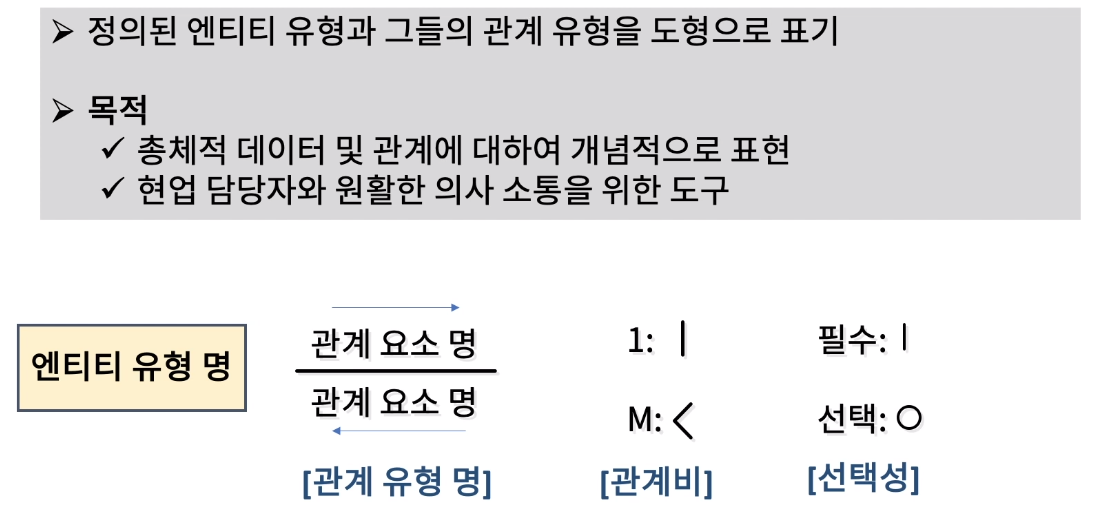 ➢ 정의된 엔티티 유형과 그들의 관계 유형을 도형으로 표기
➢ 목적
✓ 총체적 데이터 및 관계에 대하여 개념적으로 표현
✓ 현업 담당자와 원활한 의사 소통을 위한 도구
엔티티 유형 명
관계 요소 명
관계 요소 명
[관계 유형 명]
1: |
M: <
[관계비]
필수: |
선택: ○
[선택성]